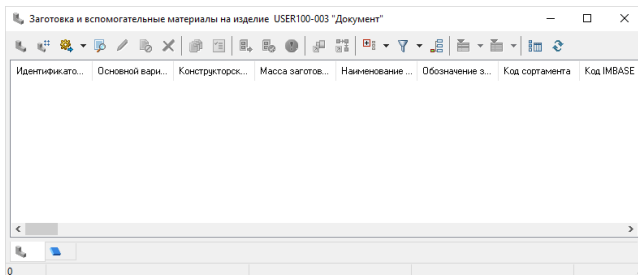 Заготовка и вспомогательные материалы на изделие USER100-003 "Документ"
Идентификато... Основной вари... Конструкторск... Масса заготов... Наименование ... Обозначение з... Код сортамента Код IMBASE
0